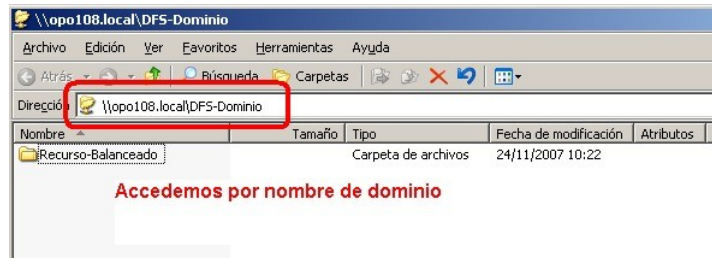 \\opo108.local\DFS-Dominio
Archivo Edición Ver Favoritos Herramientas Ayuda
Atrás Búsqueda Carpetas
Dirección \\opo108.local\DFS-Dominio
Nombre Tamaño Tipo Fecha de modificación Atributos
Recurso-Balanceado Carpeta de archivos 24/11/2007 10:22
Accedemos por nombre de dominio